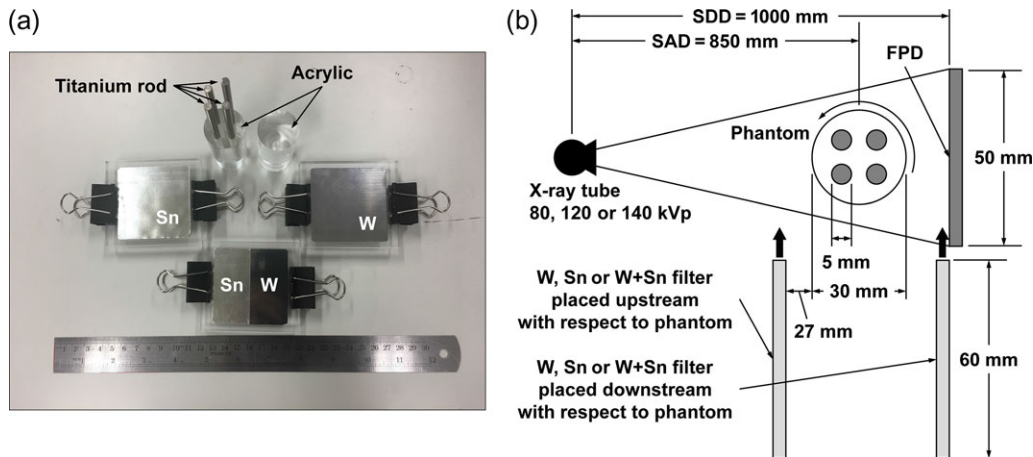 (a)
Titanium rod
Acrylic
Sn
W
Sn
W
(b)
SDD = 1000 mm
SAD = 850 mm
FPD
Phantom
50 mm
X-ray tube
80, 120 or 140 kVp
5 mm
30 mm
27 mm
W, Sn or W+Sn filter
placed upstream
with respect to phantom
60 mm
W, Sn or W+Sn filter
placed downstream
with respect to phantom